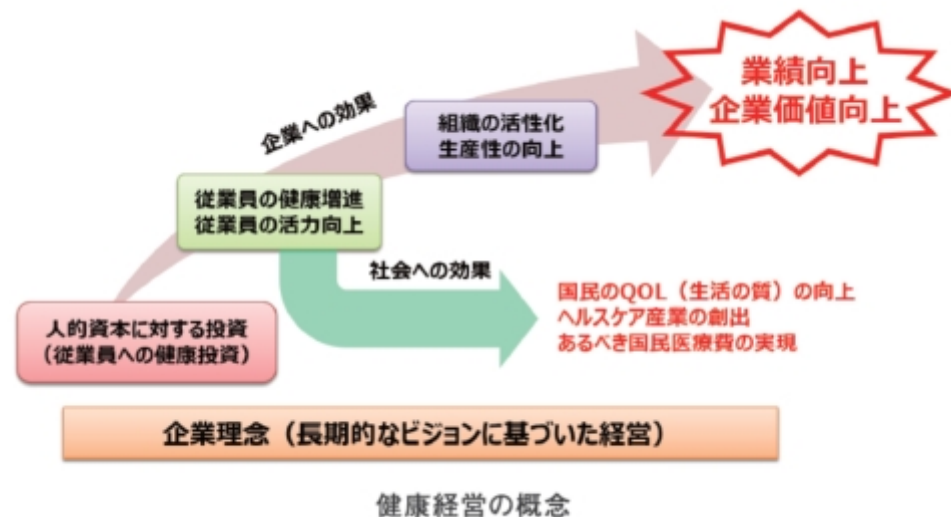 業績向上
企業価値向上
企業への効果
組織の活性化
生産性の向上
従業員の健康増進
従業員の活力向上
社会への効果
国民のQOL（生活の質）の向上
ヘルスケア産業の創出
あるべき国民医療費の実現
人的資本に対する投資
（従業員への健康投資）
企業理念（長期的なビジョンに基づいた経営）
健康経営の概念